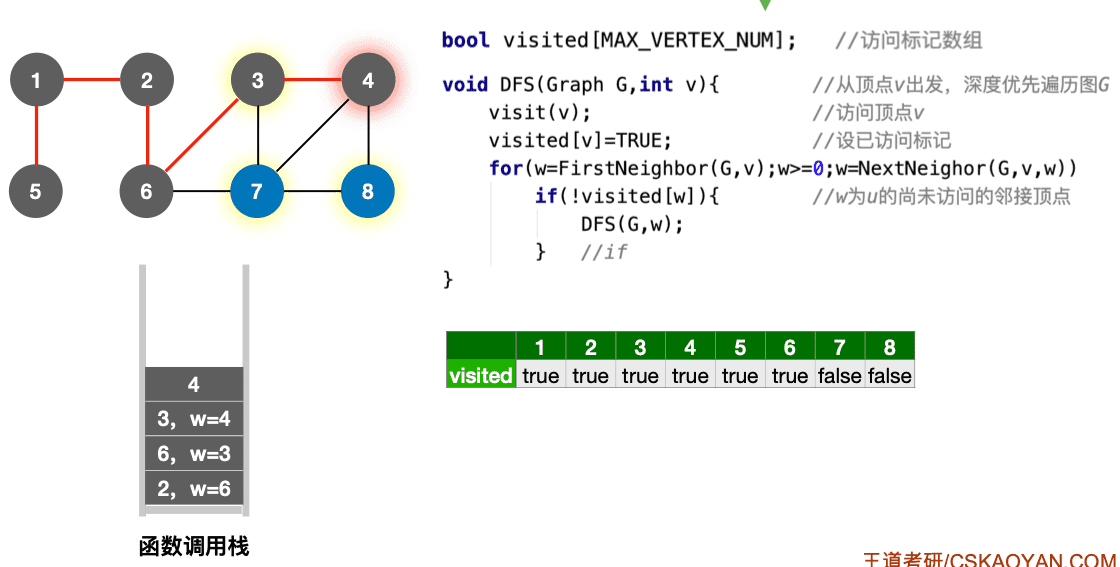 1
2
3
4
5
6
7
8
bool visited[MAX_VERTEX_NUM]; //访问标记数组
void DFS(Graph G,int v){ //从顶点v出发，深度优先遍历图G
visit(v); //访问顶点v
visited[v]=TRUE; //设已访问标记
for(w=FirstNeighbor(G,v);w>=0;w=NextNeighor(G,v,w))
if(!visited[w]){ //w为u的尚未访问的邻接顶点
DFS(G,w);
} //if
}
1 2 3 4 5 6 7 8
visited true true true true true true false false
4
3, w=4
6, w=3
2, w=6
函数调用栈
王道考研/CSKAOYAN.COM